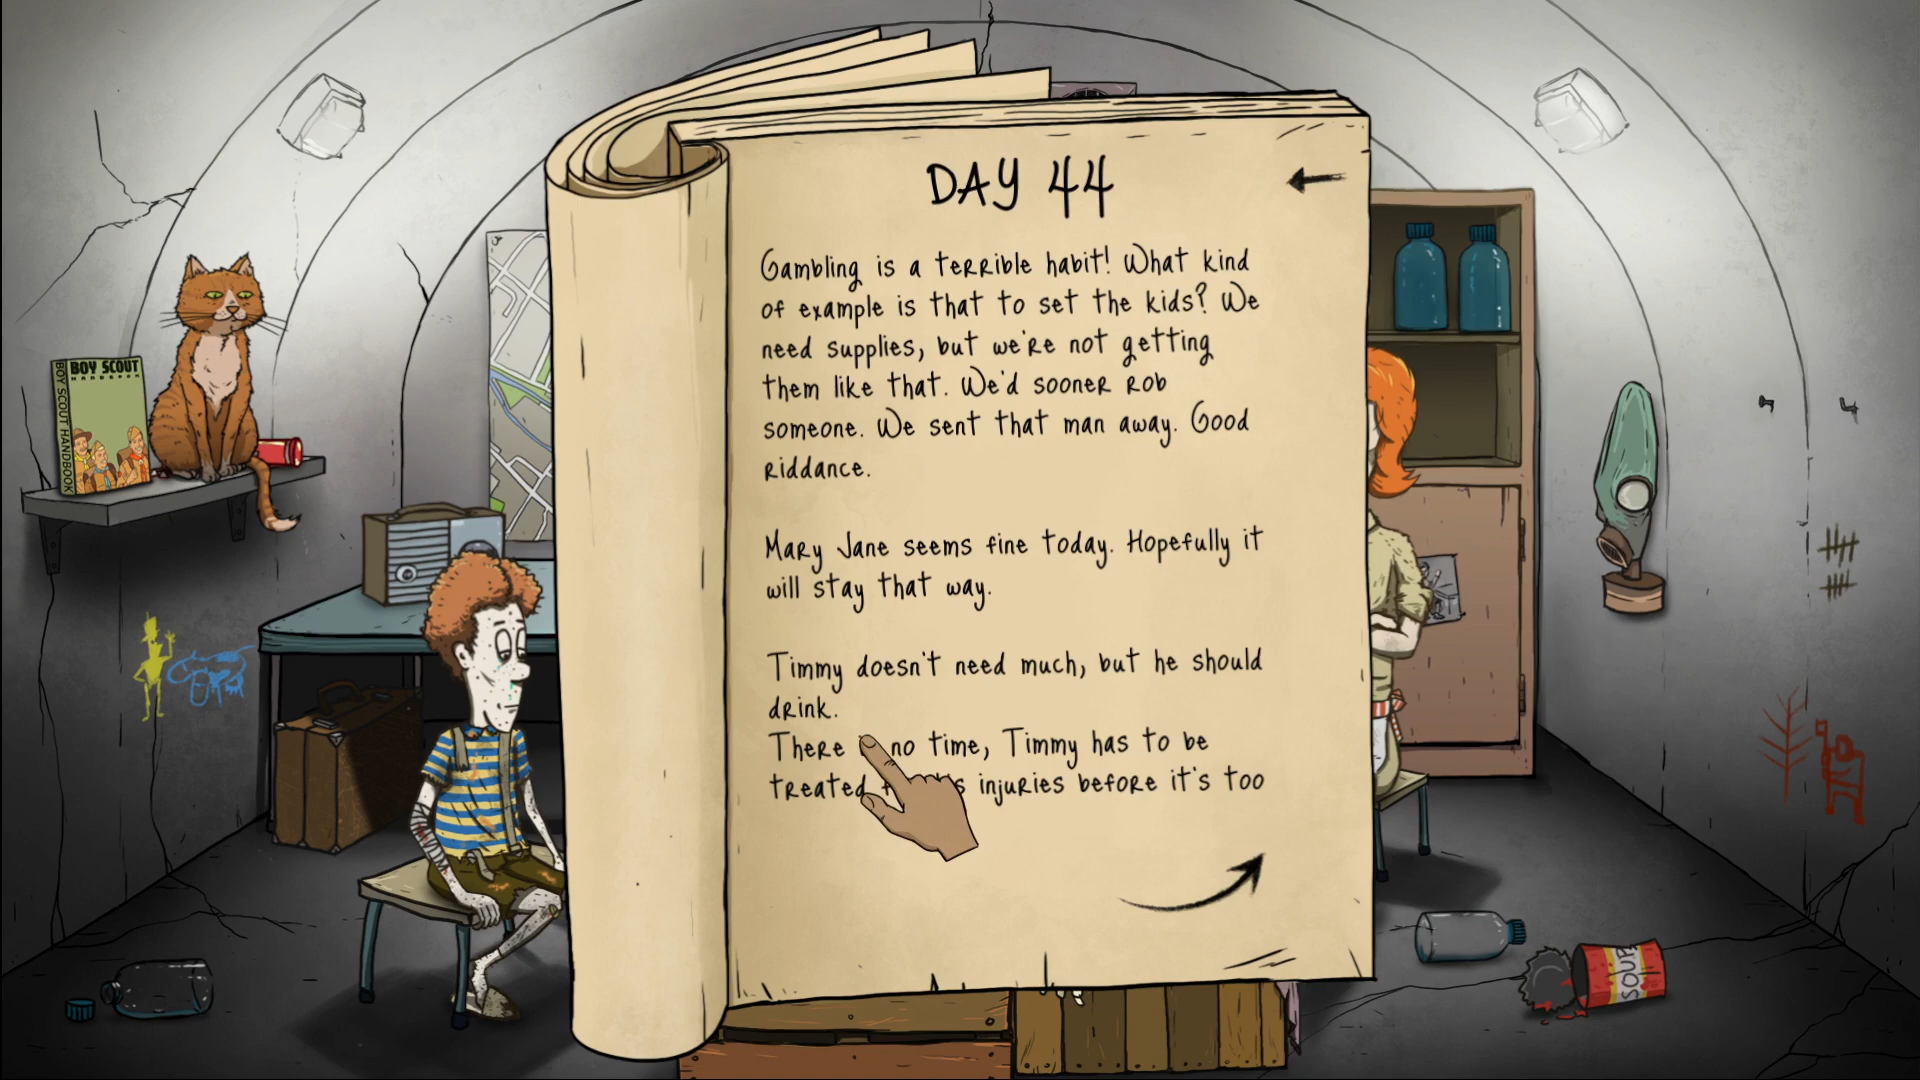 DAY 44
Gambling is a terrible habit! What kind
of example is that to set the kids? We
need supplies, but we're not getting
them like that. We'd sooner rob
someone. We sent that man away. Good
riddance.
Mary Jane seems fine today. Hopefully it
will stay that way.
Timmy doesn't need much, but he should
drink.
There no time, Timmy has to be
treated injuries before it's too
BOY SCOUT
HANDBOOK
BOY SCOUT HANDBOOK
SOUP